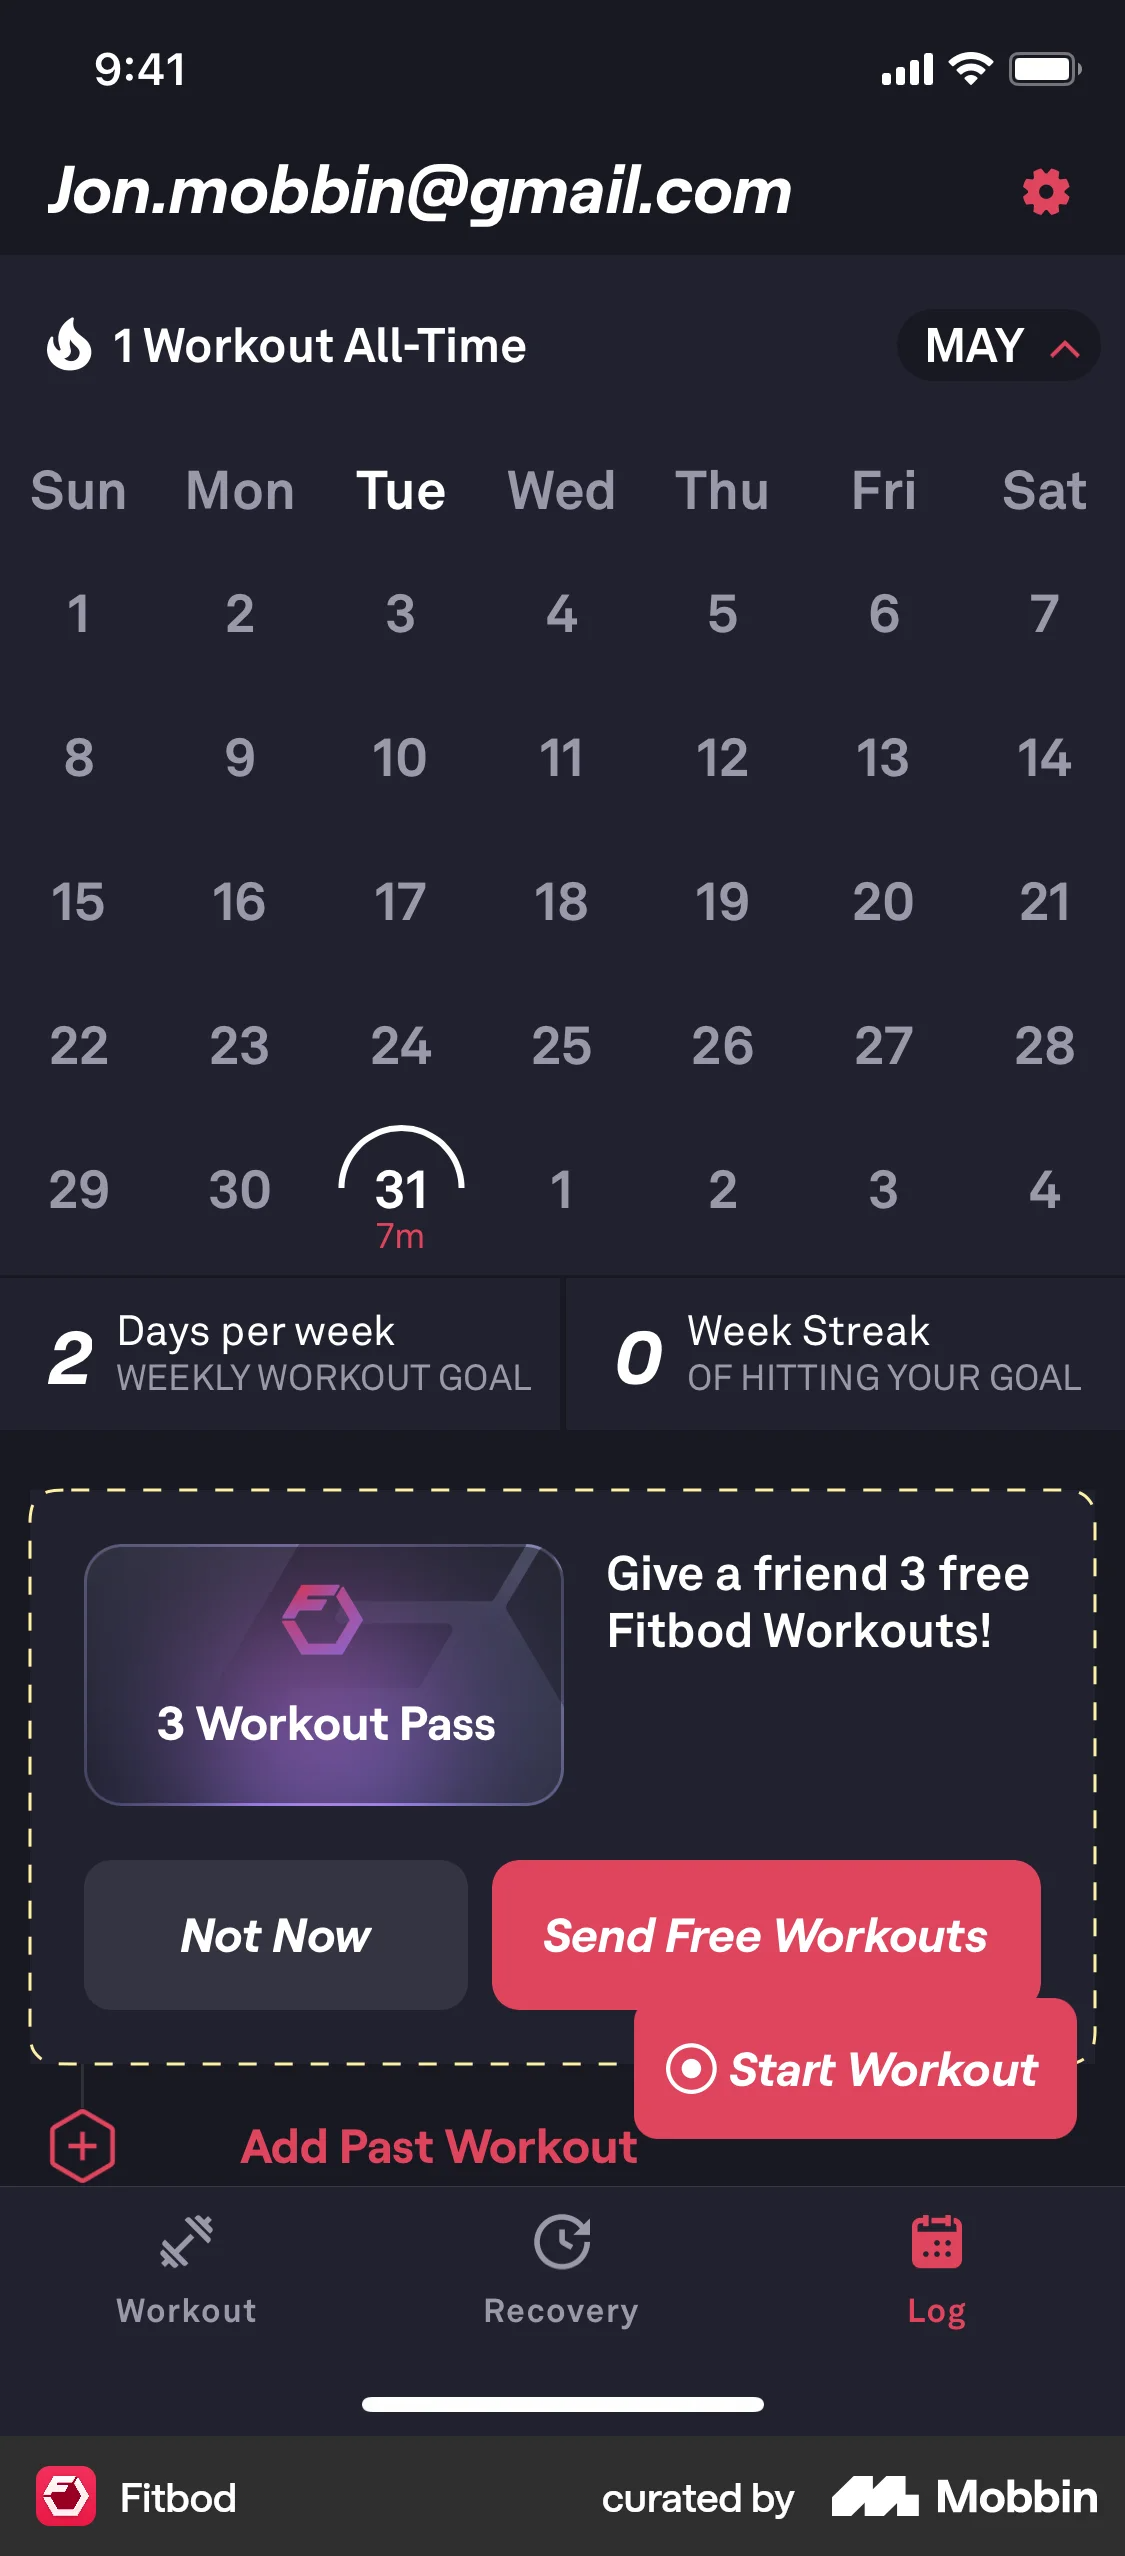 9:41
Jon.mobbin@gmail.com
1 Workout All-Time
MAY
Sun Mon Tue Wed Thu Fri Sat
1 2 3 4 5 6 7
8 9 10 11 12 13 14
15 16 17 18 19 20 21
22 23 24 25 26 27 28
29 30 31 1 2 3 4
7m
2 Days per week
WEEKLY WORKOUT GOAL
0 Week Streak
OF HITTING YOUR GOAL
3 Workout Pass
Give a friend 3 free
Fitbod Workouts!
Not Now
Send Free Workouts
Start Workout
Add Past Workout
Workout
Recovery
Log
Fitbod
curated by Mobbin